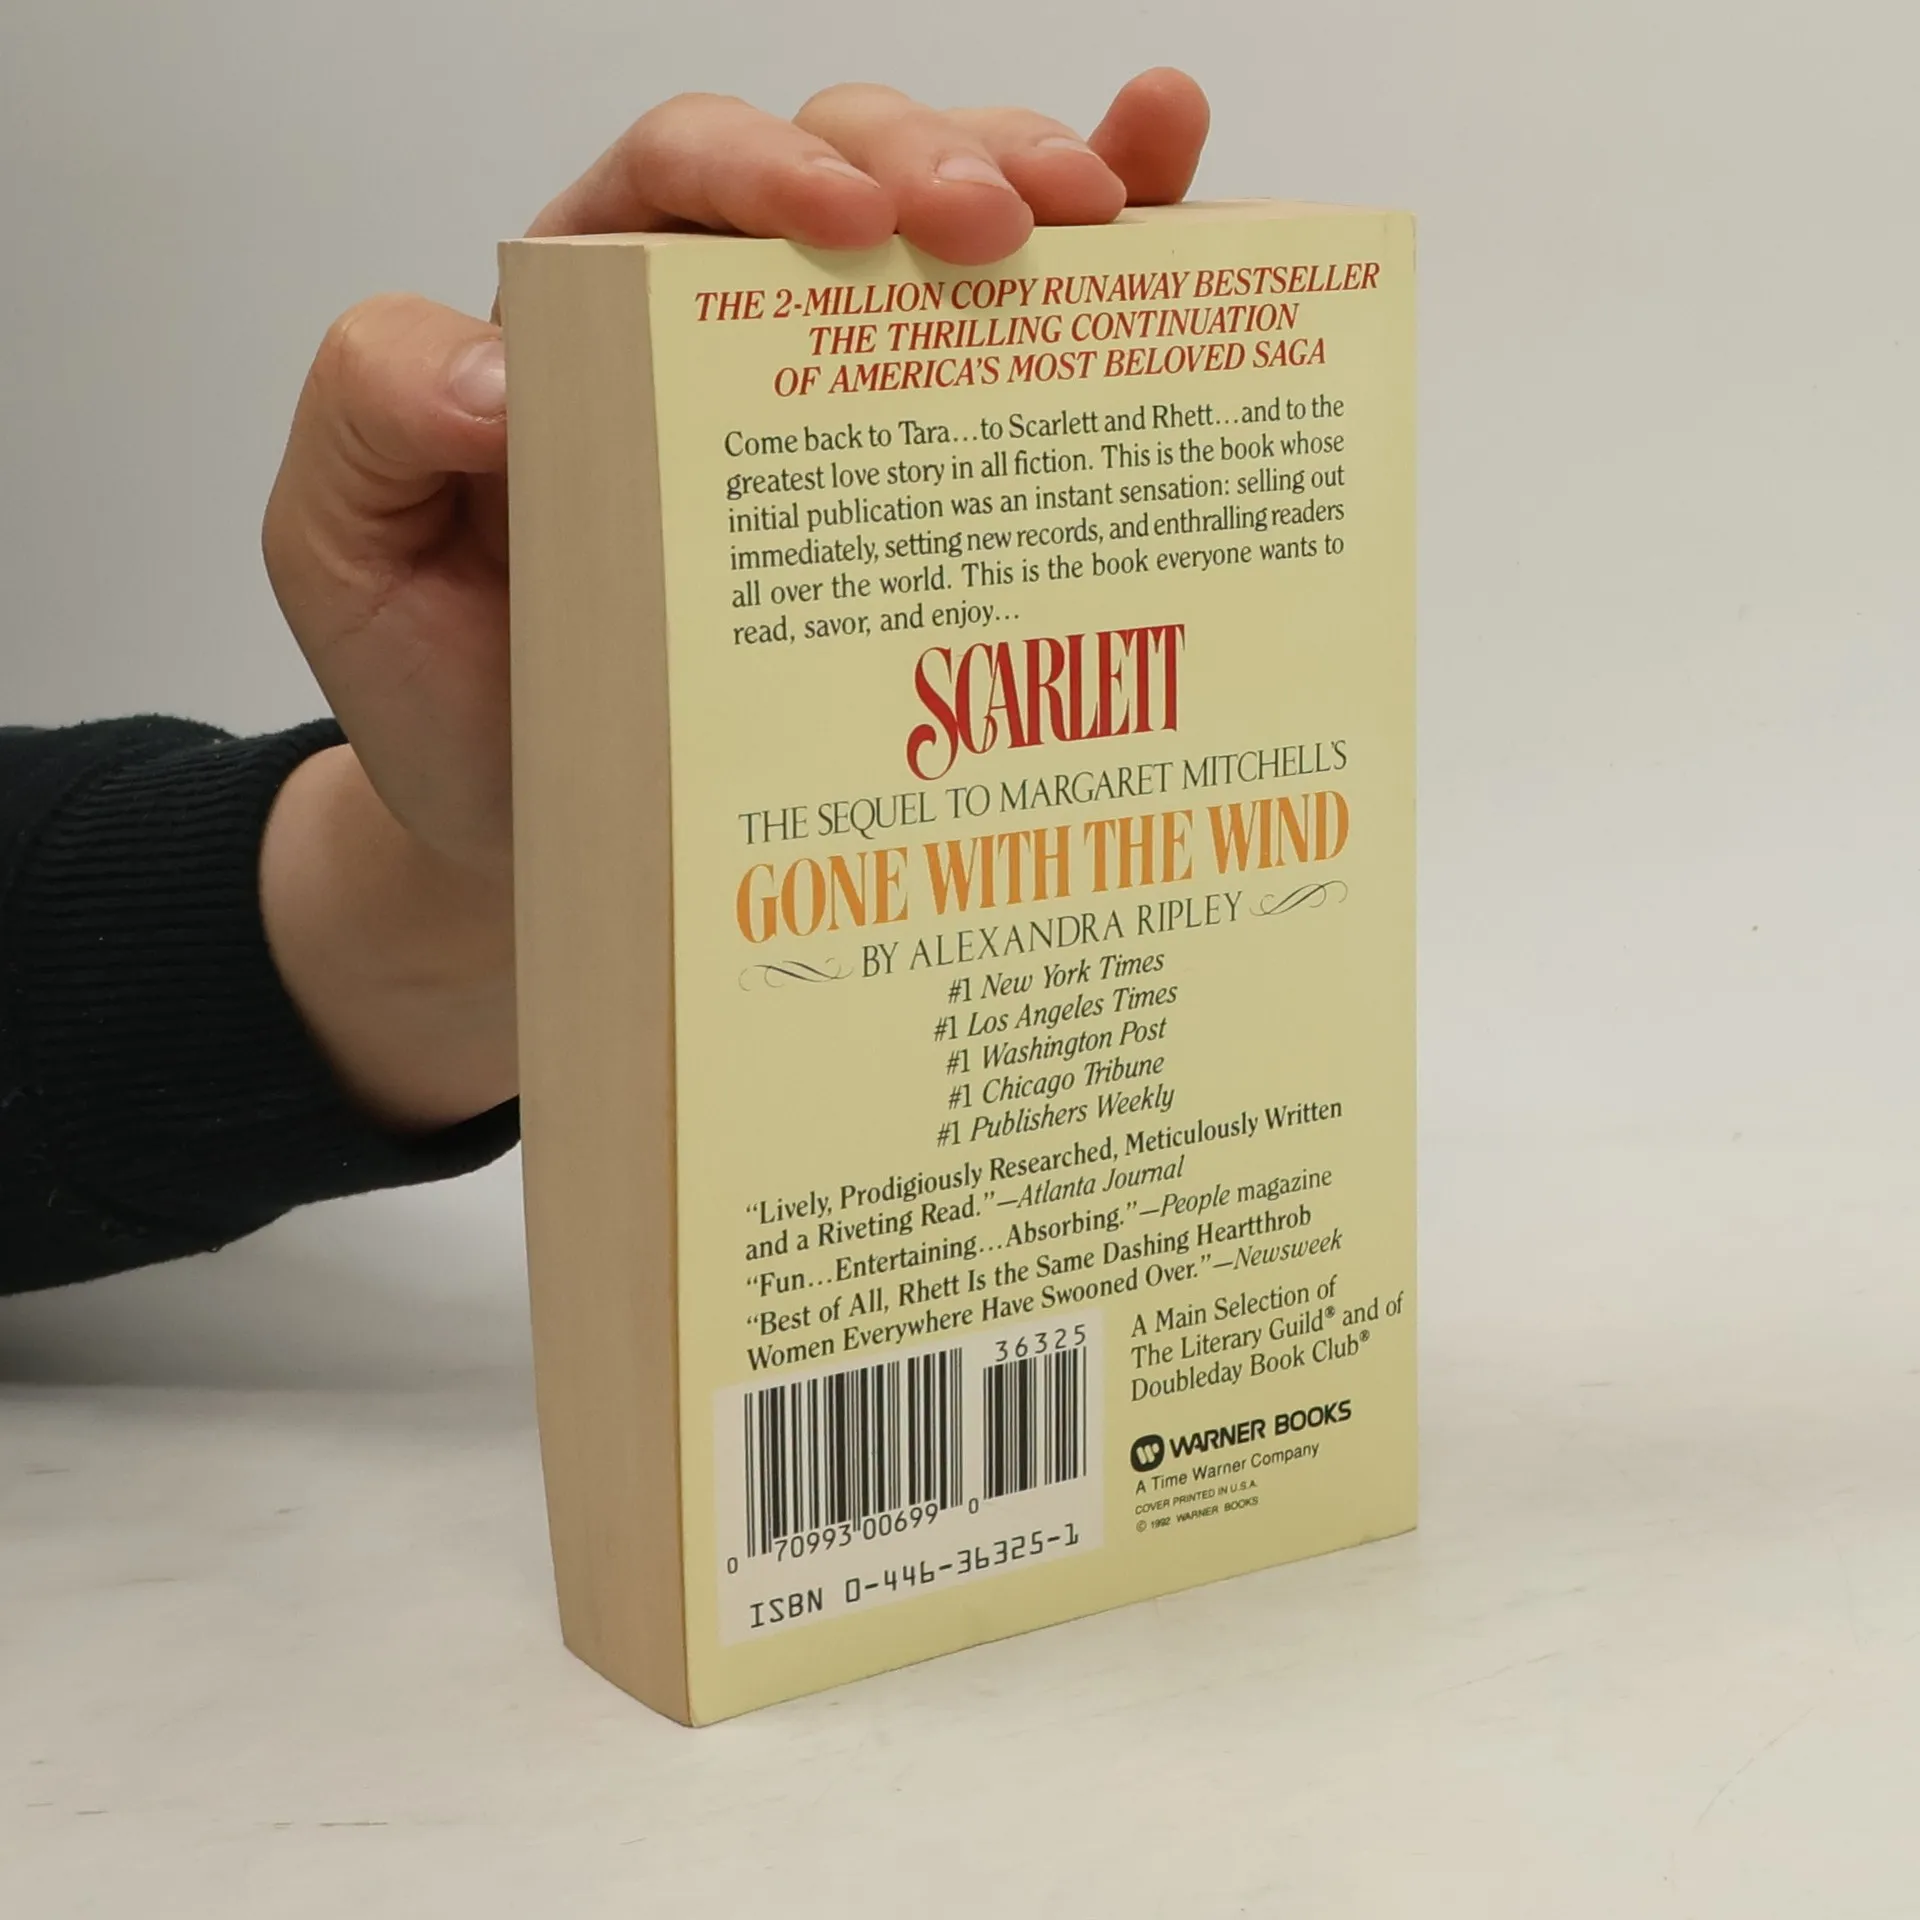 THE 2-MILLION COPY RUNAWAY BESTSELLER
THE THRILLING CONTINUATION
OF AMERICA'S MOST BELOVED SAGA
Come back to Tara...to Scarlett and Rhett...and to the
greatest love story in all fiction. This is the book whose
initial publication was an instant sensation: selling out
immediately, setting new records, and enthralling readers
all over the world. This is the book everyone wants to
read, savor, and enjoy...
SCARLETT
THE SEQUEL TO MARGARET MITCHELL'S
GONE WITH THE WIND
BY ALEXANDRA RIPLEY
#1 New York Times
#1 Los Angeles Times
#1 Washington Post
#1 Chicago Tribune
#1 Publishers Weekly
“Lively, Prodigiously Researched, Meticulously Written
and a Riveting Read.”—Atlanta Journal
“Fun...Entertaining...Absorbing.”—People magazine
“Best of All, Rhett Is the Same Dashing Heartthrob
Women Everywhere Have Swooned Over.”—Newsweek
A Main Selection of
The Literary Guild® and of
Doubleday Book Club®
36325
0 70993 00699 0
ISBN 0-446-36325-1
WARNER BOOKS
A Time Warner Company
COVER PRINTED IN U.S.A.
© 1992 WARNER BOOKS